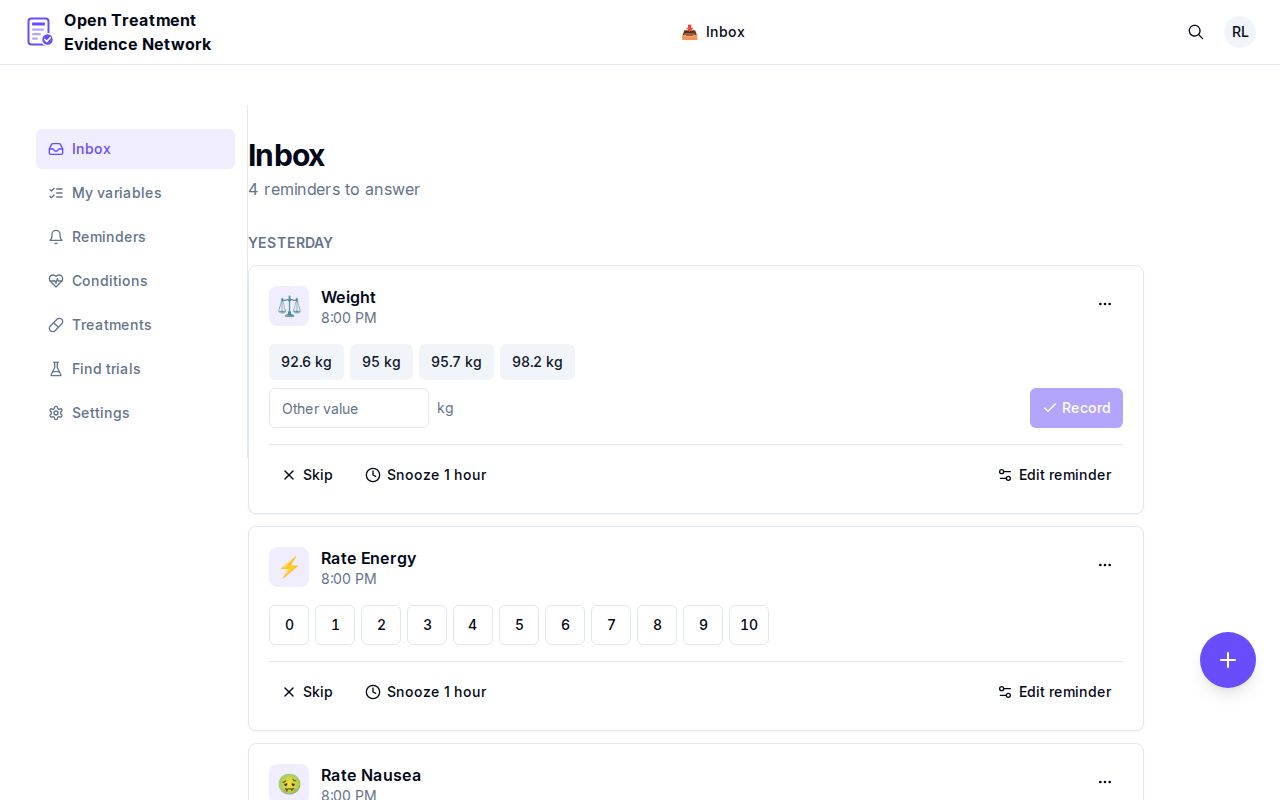 Open Treatment
Evidence Network
Inbox
RL
Inbox
My variables
Reminders
Conditions
Treatments
Find trials
Settings
Inbox
4 reminders to answer
YESTERDAY
Weight
8:00 PM
92.6 kg 95 kg 95.7 kg 98.2 kg
Other value kg Record
Skip Snooze 1 hour Edit reminder
Rate Energy
8:00 PM
0 1 2 3 4 5 6 7 8 9 10
Skip Snooze 1 hour Edit reminder
Rate Nausea
8:00 PM